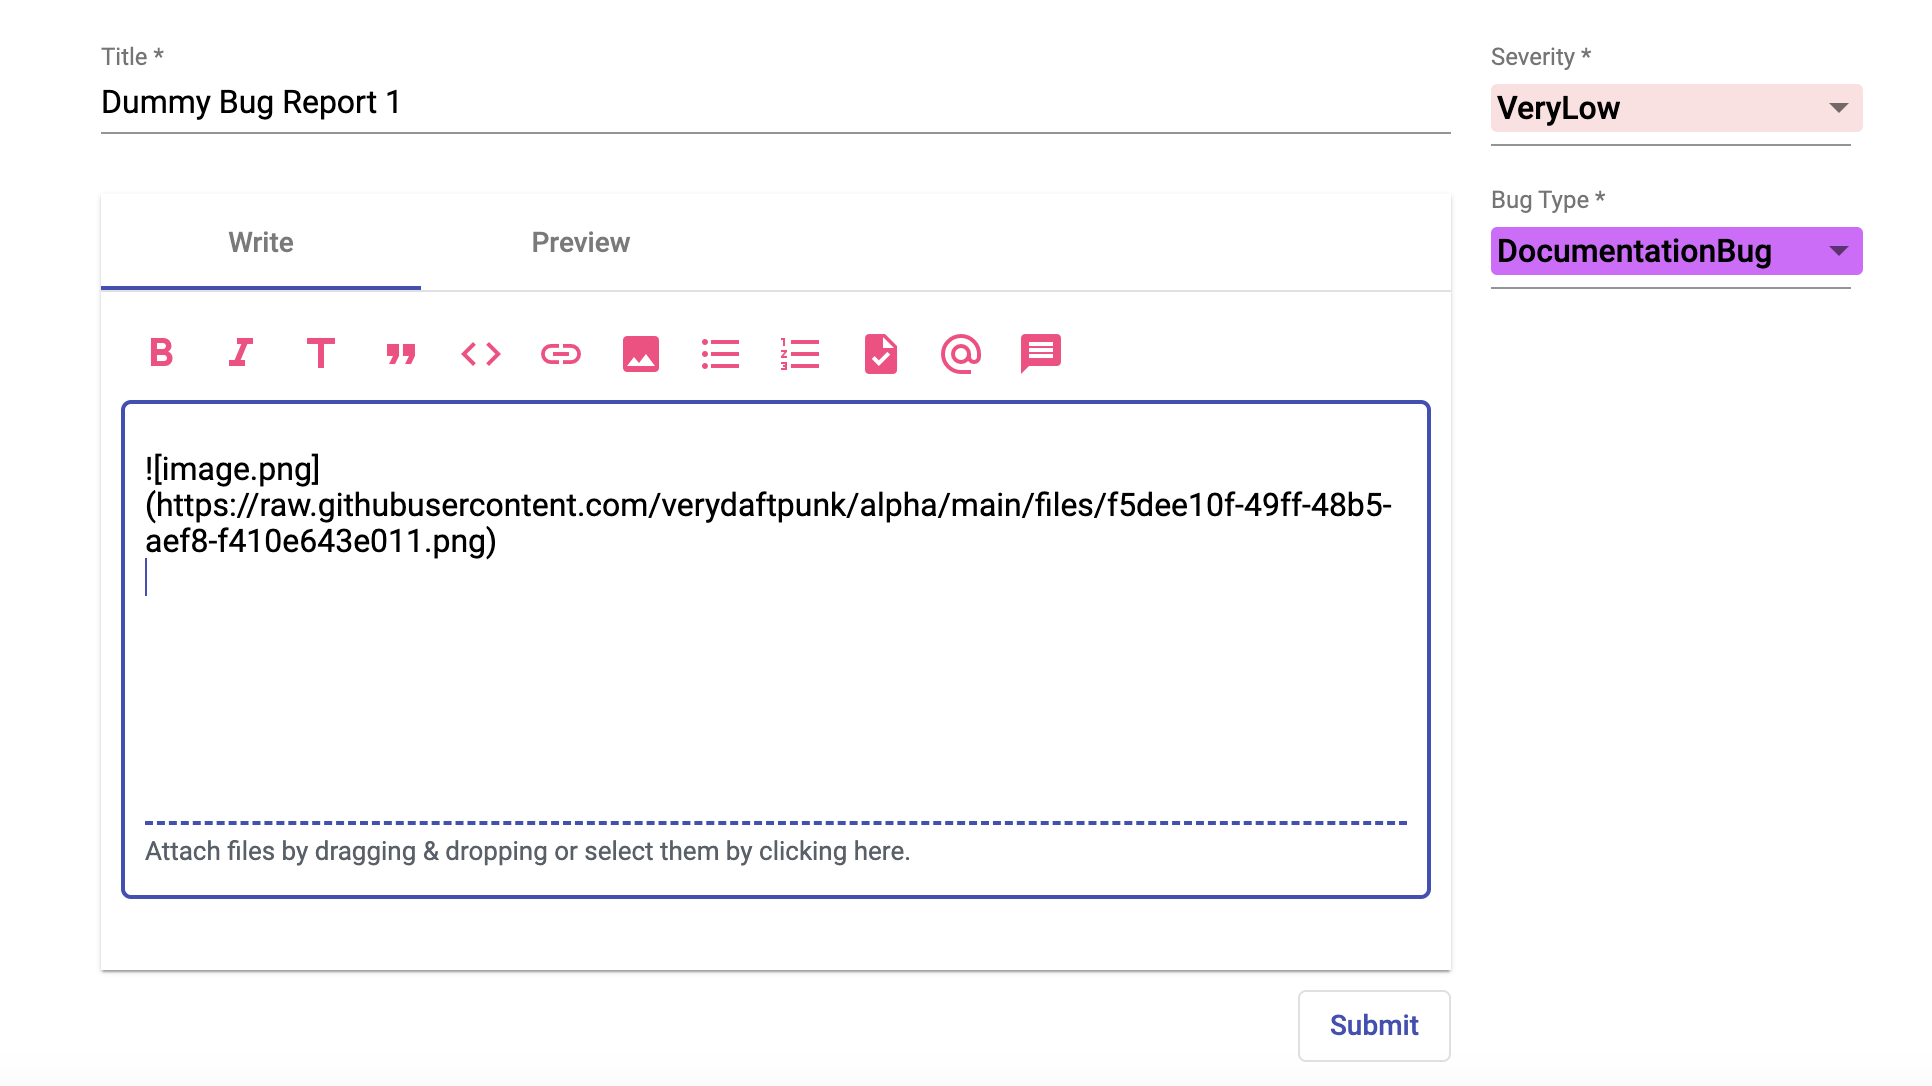 Title *
Dummy Bug Report 1
Severity *
VeryLow
Bug Type *
DocumentationBug
Write
Preview
![image.png]
(https://raw.githubusercontent.com/verydaftpunk/alpha/main/files/f5dee10f-49ff-48b5-
aef8-f410e643e011.png)
Attach files by dragging & dropping or select them by clicking here.
Submit